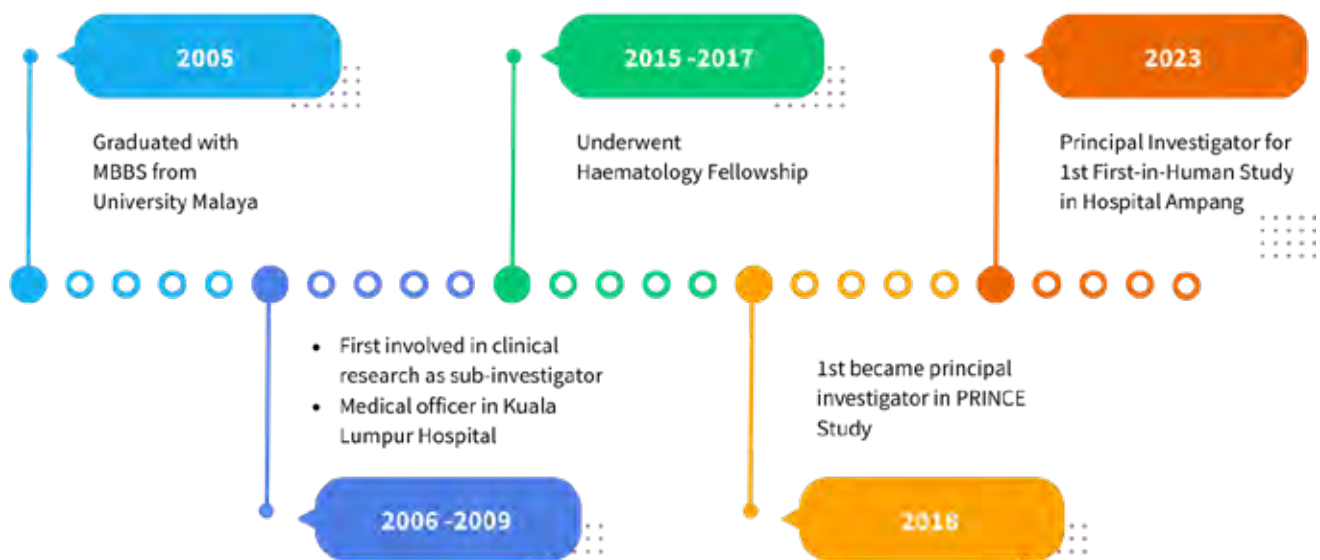 2005
Graduated with
MBBS from
University Malaya
2006 -2009
• First involved in clinical
research as sub-investigator
• Medical officer in Kuala
Lumpur Hospital
2015 -2017
Underwent
Haematology Fellowship
2018
1st became principal
investigator in PRINCE
Study
2023
Principal Investigator for
1st First-in-Human Study
in Hospital Ampang